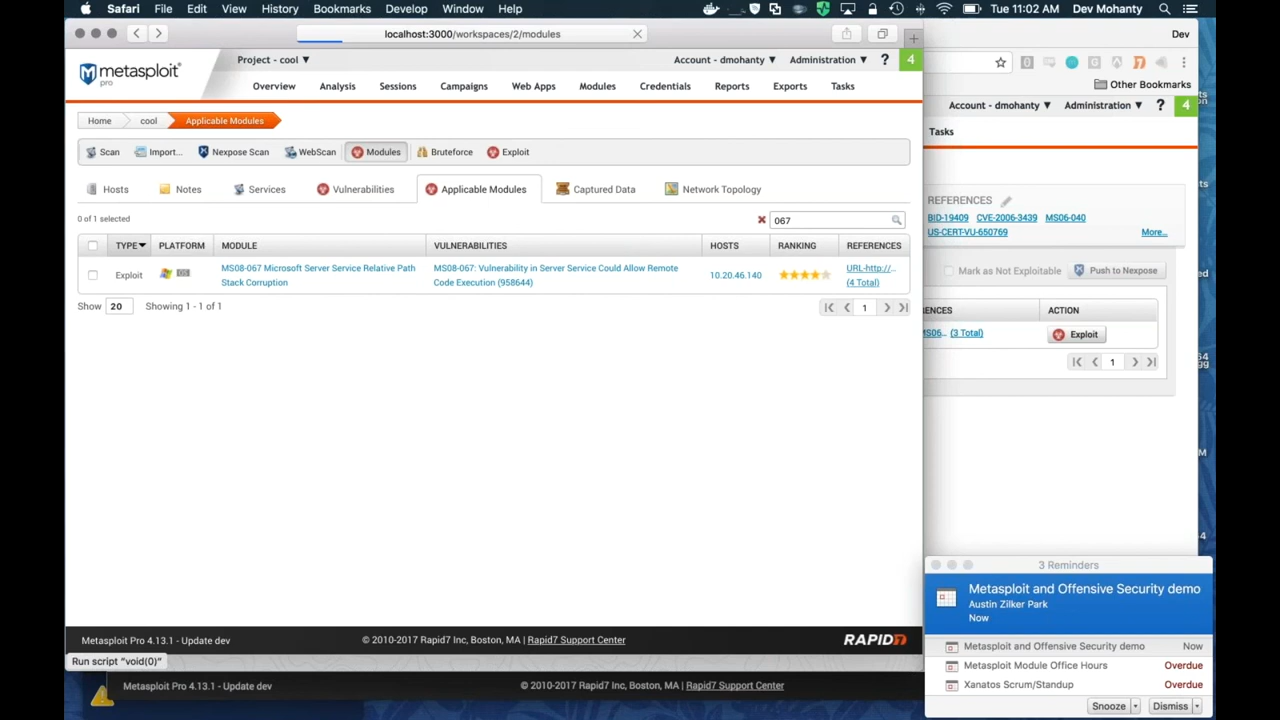 Safari File Edit View History Bookmarks Develop Window Help Tue 11:02 AM Dev Mohanty
localhost:3000/workspaces/2/modules
Dev
metasploit
pro
Project - cool ▼ Account - dmohanty ▼ Administration ▼ ? 4
Overview Analysis Sessions Campaigns Web Apps Modules Credentials Reports Exports Tasks
Other Bookmarks
Account - dmohanty ▼ Administration ▼ ? 4
Tasks
Home cool Applicable Modules
Scan Import... Nexpose Scan WebScan Modules Bruteforce Exploit
Hosts Notes Services Vulnerabilities Applicable Modules Captured Data Network Topology
0 of 1 selected
067
TYPE▼ PLATFORM MODULE VULNERABILITIES HOSTS RANKING REFERENCES
Exploit MS08-067 Microsoft Server Service Relative Path MS08-067: Vulnerability in Server Service Could Allow Remote 10.20.46.140 URL-http://...
Stack Corruption Code Execution (958644) (4 Total)
Show 20 Showing 1 - 1 of 1 1
REFERENCES
BID-19409 CVE-2006-3439 MS06-040
US-CERT-VU-650769 More...
Mark as Not Exploitable Push to Nexpose
ENCES ACTION
MS06... (3 Total) Exploit
1
3 Reminders
Metasploit and Offensive Security demo
Austin Zilker Park
Now
Metasploit and Offensive Security demo Now
Metasploit Module Office Hours Overdue
Xanatos Scrum/Standup Overdue
Snooze Dismiss
Metasploit Pro 4.13.1 - Update dev © 2010-2017 Rapid7 Inc, Boston, MA | Rapid7 Support Center RAPID7
Run script "void(0)"
Metasploit Pro 4.13.1 - Update dev © 2010-2017 Rapid7 Inc, Boston, MA | Rapid7 Support Center